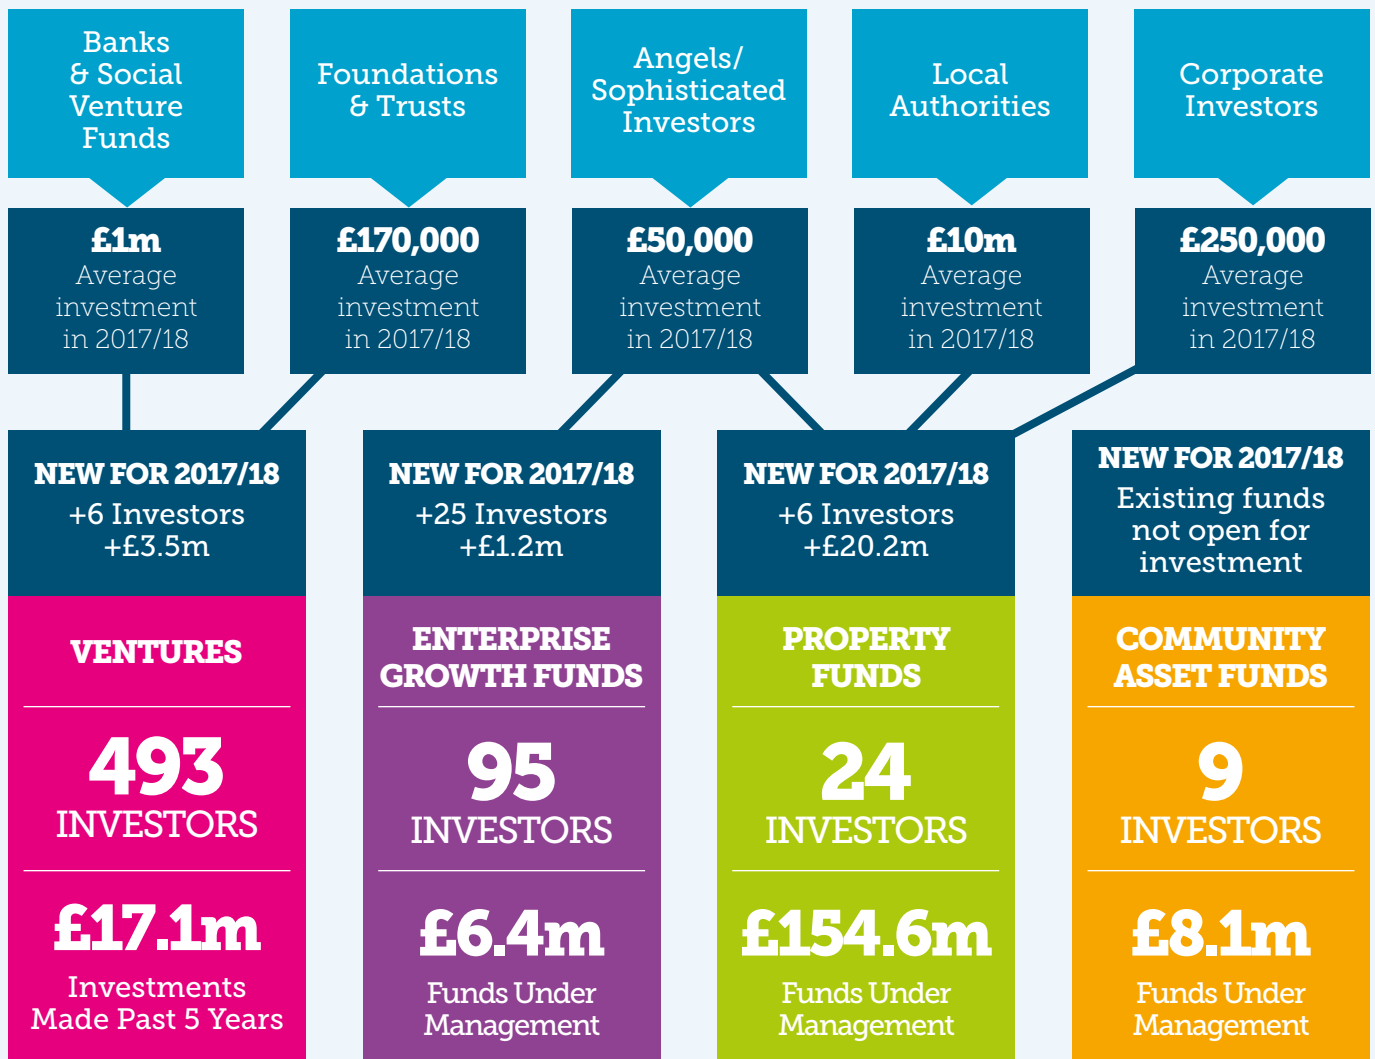 Banks
& Social
Venture
Funds
Foundations
& Trusts
Angels/
Sophisticated
Investors
Local
Authorities
Corporate
Investors
£1m
Average
investment
in 2017/18
£170,000
Average
investment
in 2017/18
£50,000
Average
investment
in 2017/18
£10m
Average
investment
in 2017/18
£250,000
Average
investment
in 2017/18
NEW FOR 2017/18
+6 Investors
+£3.5m
VENTURES
493
INVESTORS
£17.1m
Investments
Made Past 5 Years
NEW FOR 2017/18
+25 Investors
+£1.2m
ENTERPRISE
GROWTH FUNDS
95
INVESTORS
£6.4m
Funds Under
Management
NEW FOR 2017/18
+6 Investors
+£20.2m
PROPERTY
FUNDS
24
INVESTORS
£154.6m
Funds Under
Management
NEW FOR 2017/18
Existing funds
not open for
investment
COMMUNITY
ASSET FUNDS
9
INVESTORS
£8.1m
Funds Under
Management